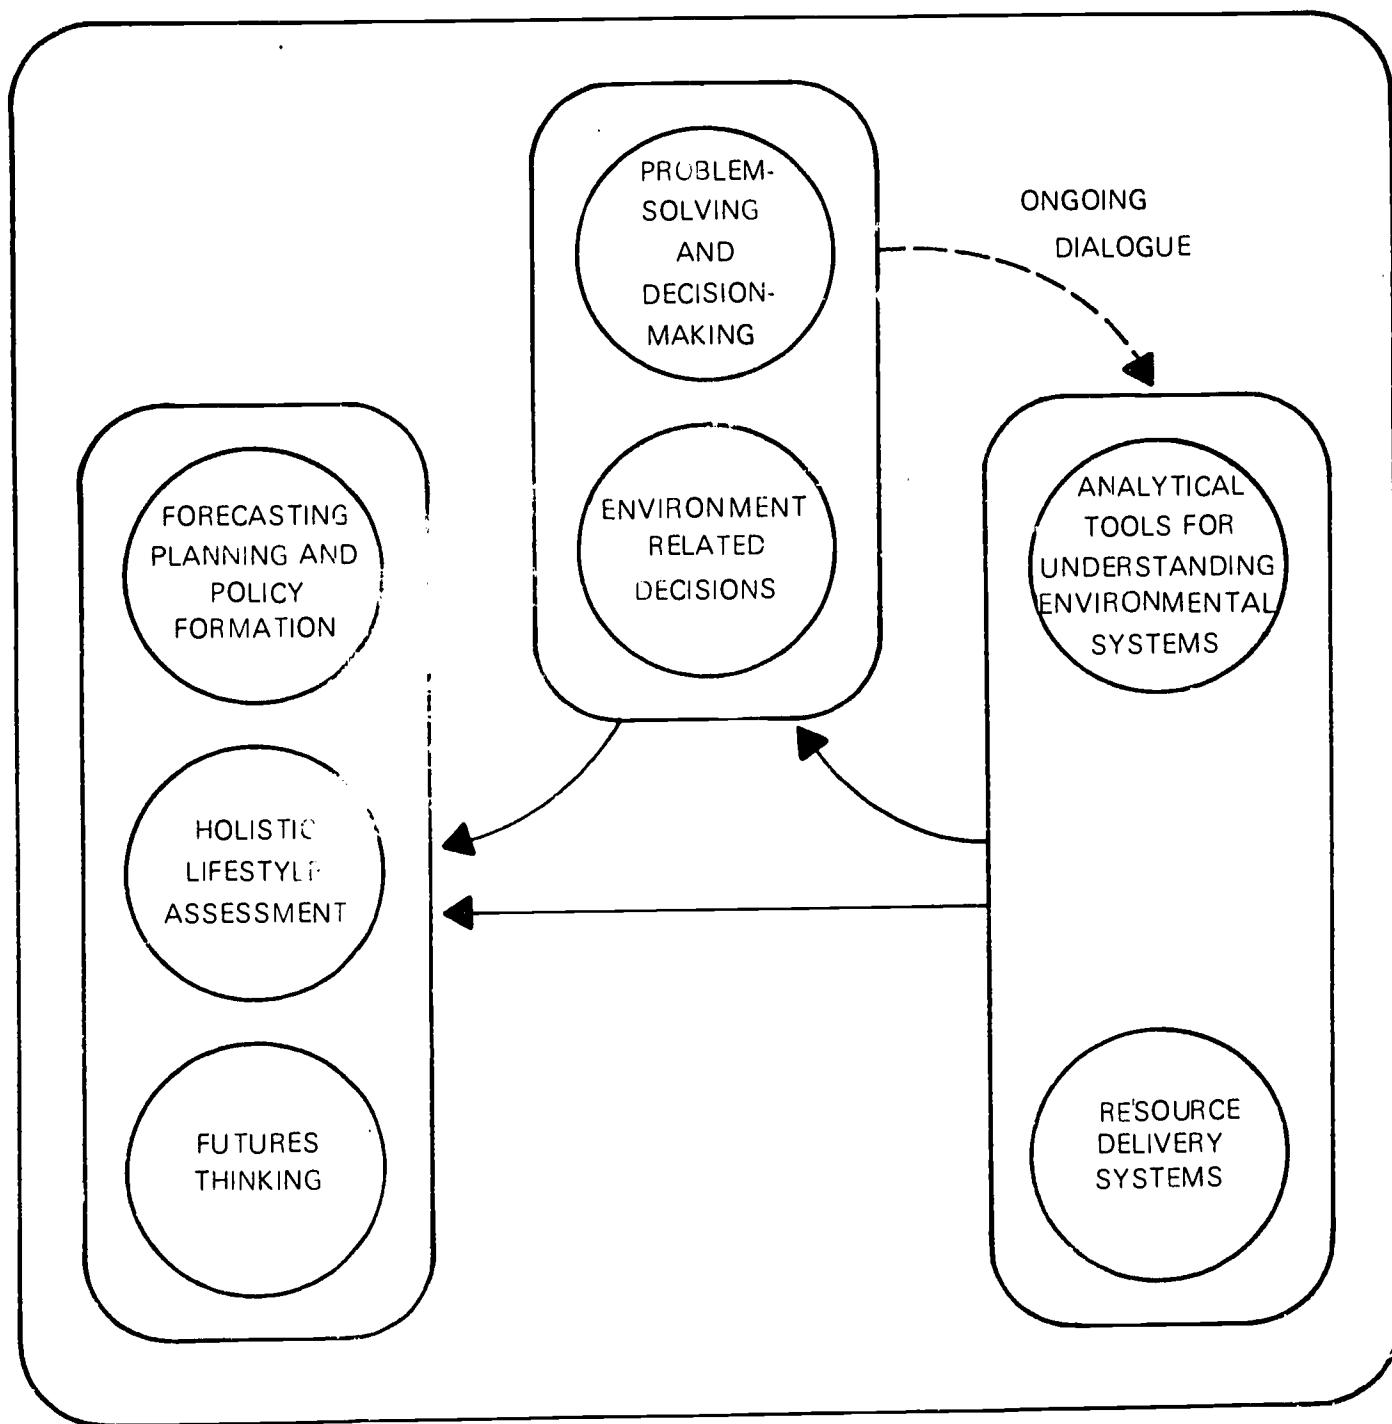 PROBLEM-
SOLVING
AND
DECISION-
MAKING
ONGOING
DIALOGUE
ENVIRONMENT
RELATED
DECISIONS
FORECASTING
PLANNING AND
POLICY
FORMATION
HOLISTIC
LIFESTYLE
ASSESSMENT
FUTURES
THINKING
ANALYTICAL
TOOLS FOR
UNDERSTANDING
ENVIRONMENTAL
SYSTEMS
RESOURCE
DELIVERY
SYSTEMS